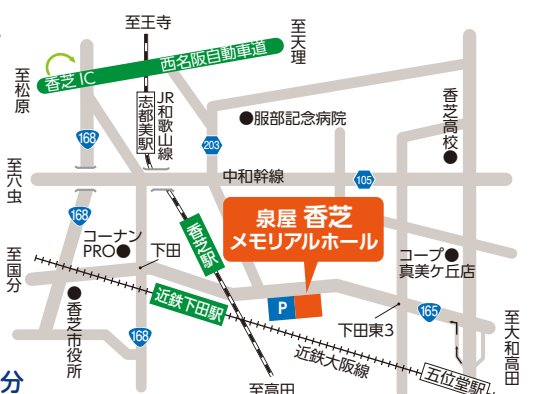 至王寺
至天理
西名阪自動車道
香芝 IC
至松原
志都美駅
JR和歌山線
168
203
服部記念病院
香芝高校
至穴虫
中和幹線
105
168
泉屋 香芝
メモリアルホール
香芝駅
コーナン
PRO
下田
至国分
コープ
真美ケ丘店
近鉄下田駅
P
165
下田東3
香芝市役所
168
近鉄大阪線
至大和高田
五位堂駅
至高田
分